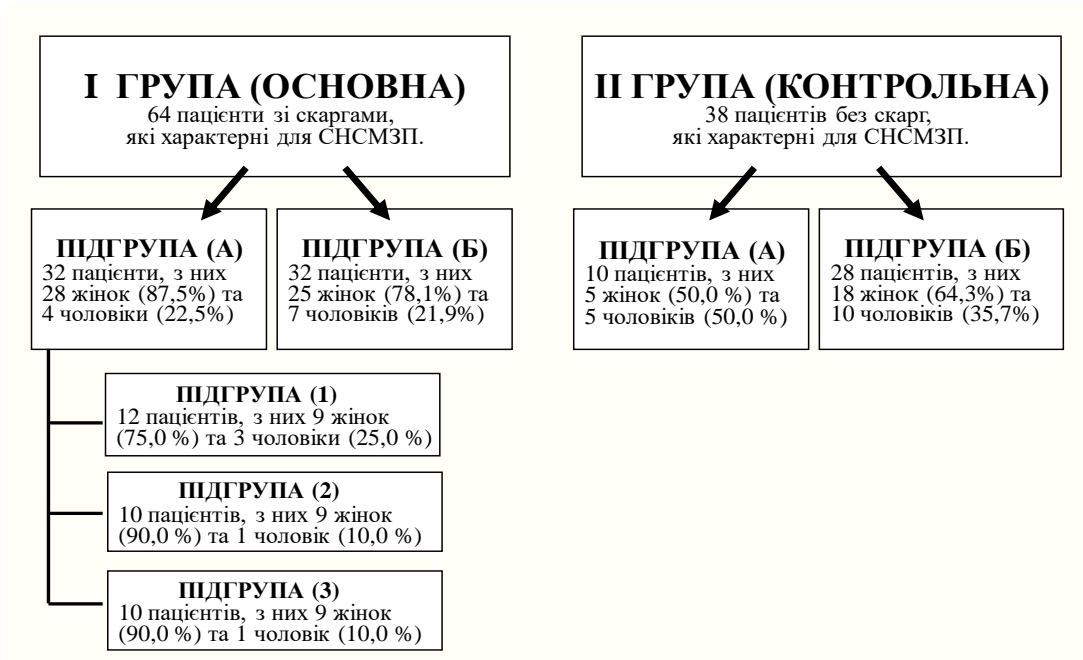 І ГРУПА (ОСНОВНА)
64 пацієнти зі скаргами,
які характерні для СНСМЗП.
ІІ ГРУПА (КОНТРОЛЬНА)
38 пацієнтів без скарг,
які характерні для СНСМЗП.
ПІДГРУПА (А)
32 пацієнти, з них
28 жінок (87,5%) та
4 чоловіки (22,5%)
ПІДГРУПА (Б)
32 пацієнти, з них
25 жінок (78,1%) та
7 чоловіків (21,9%)
ПІДГРУПА (А)
10 пацієнтів, з них
5 жінок (50,0 %) та
5 чоловіків (50,0 %)
ПІДГРУПА (Б)
28 пацієнтів, з них
18 жінок (64,3%) та
10 чоловіків (35,7%)
ПІДГРУПА (1)
12 пацієнтів, з них 9 жінок
(75,0 %) та 3 чоловіки (25,0 %)
ПІДГРУПА (2)
10 пацієнтів, з них 9 жінок
(90,0 %) та 1 чоловік (10,0 %)
ПІДГРУПА (3)
10 пацієнтів, з них 9 жінок
(90,0 %) та 1 чоловік (10,0 %)